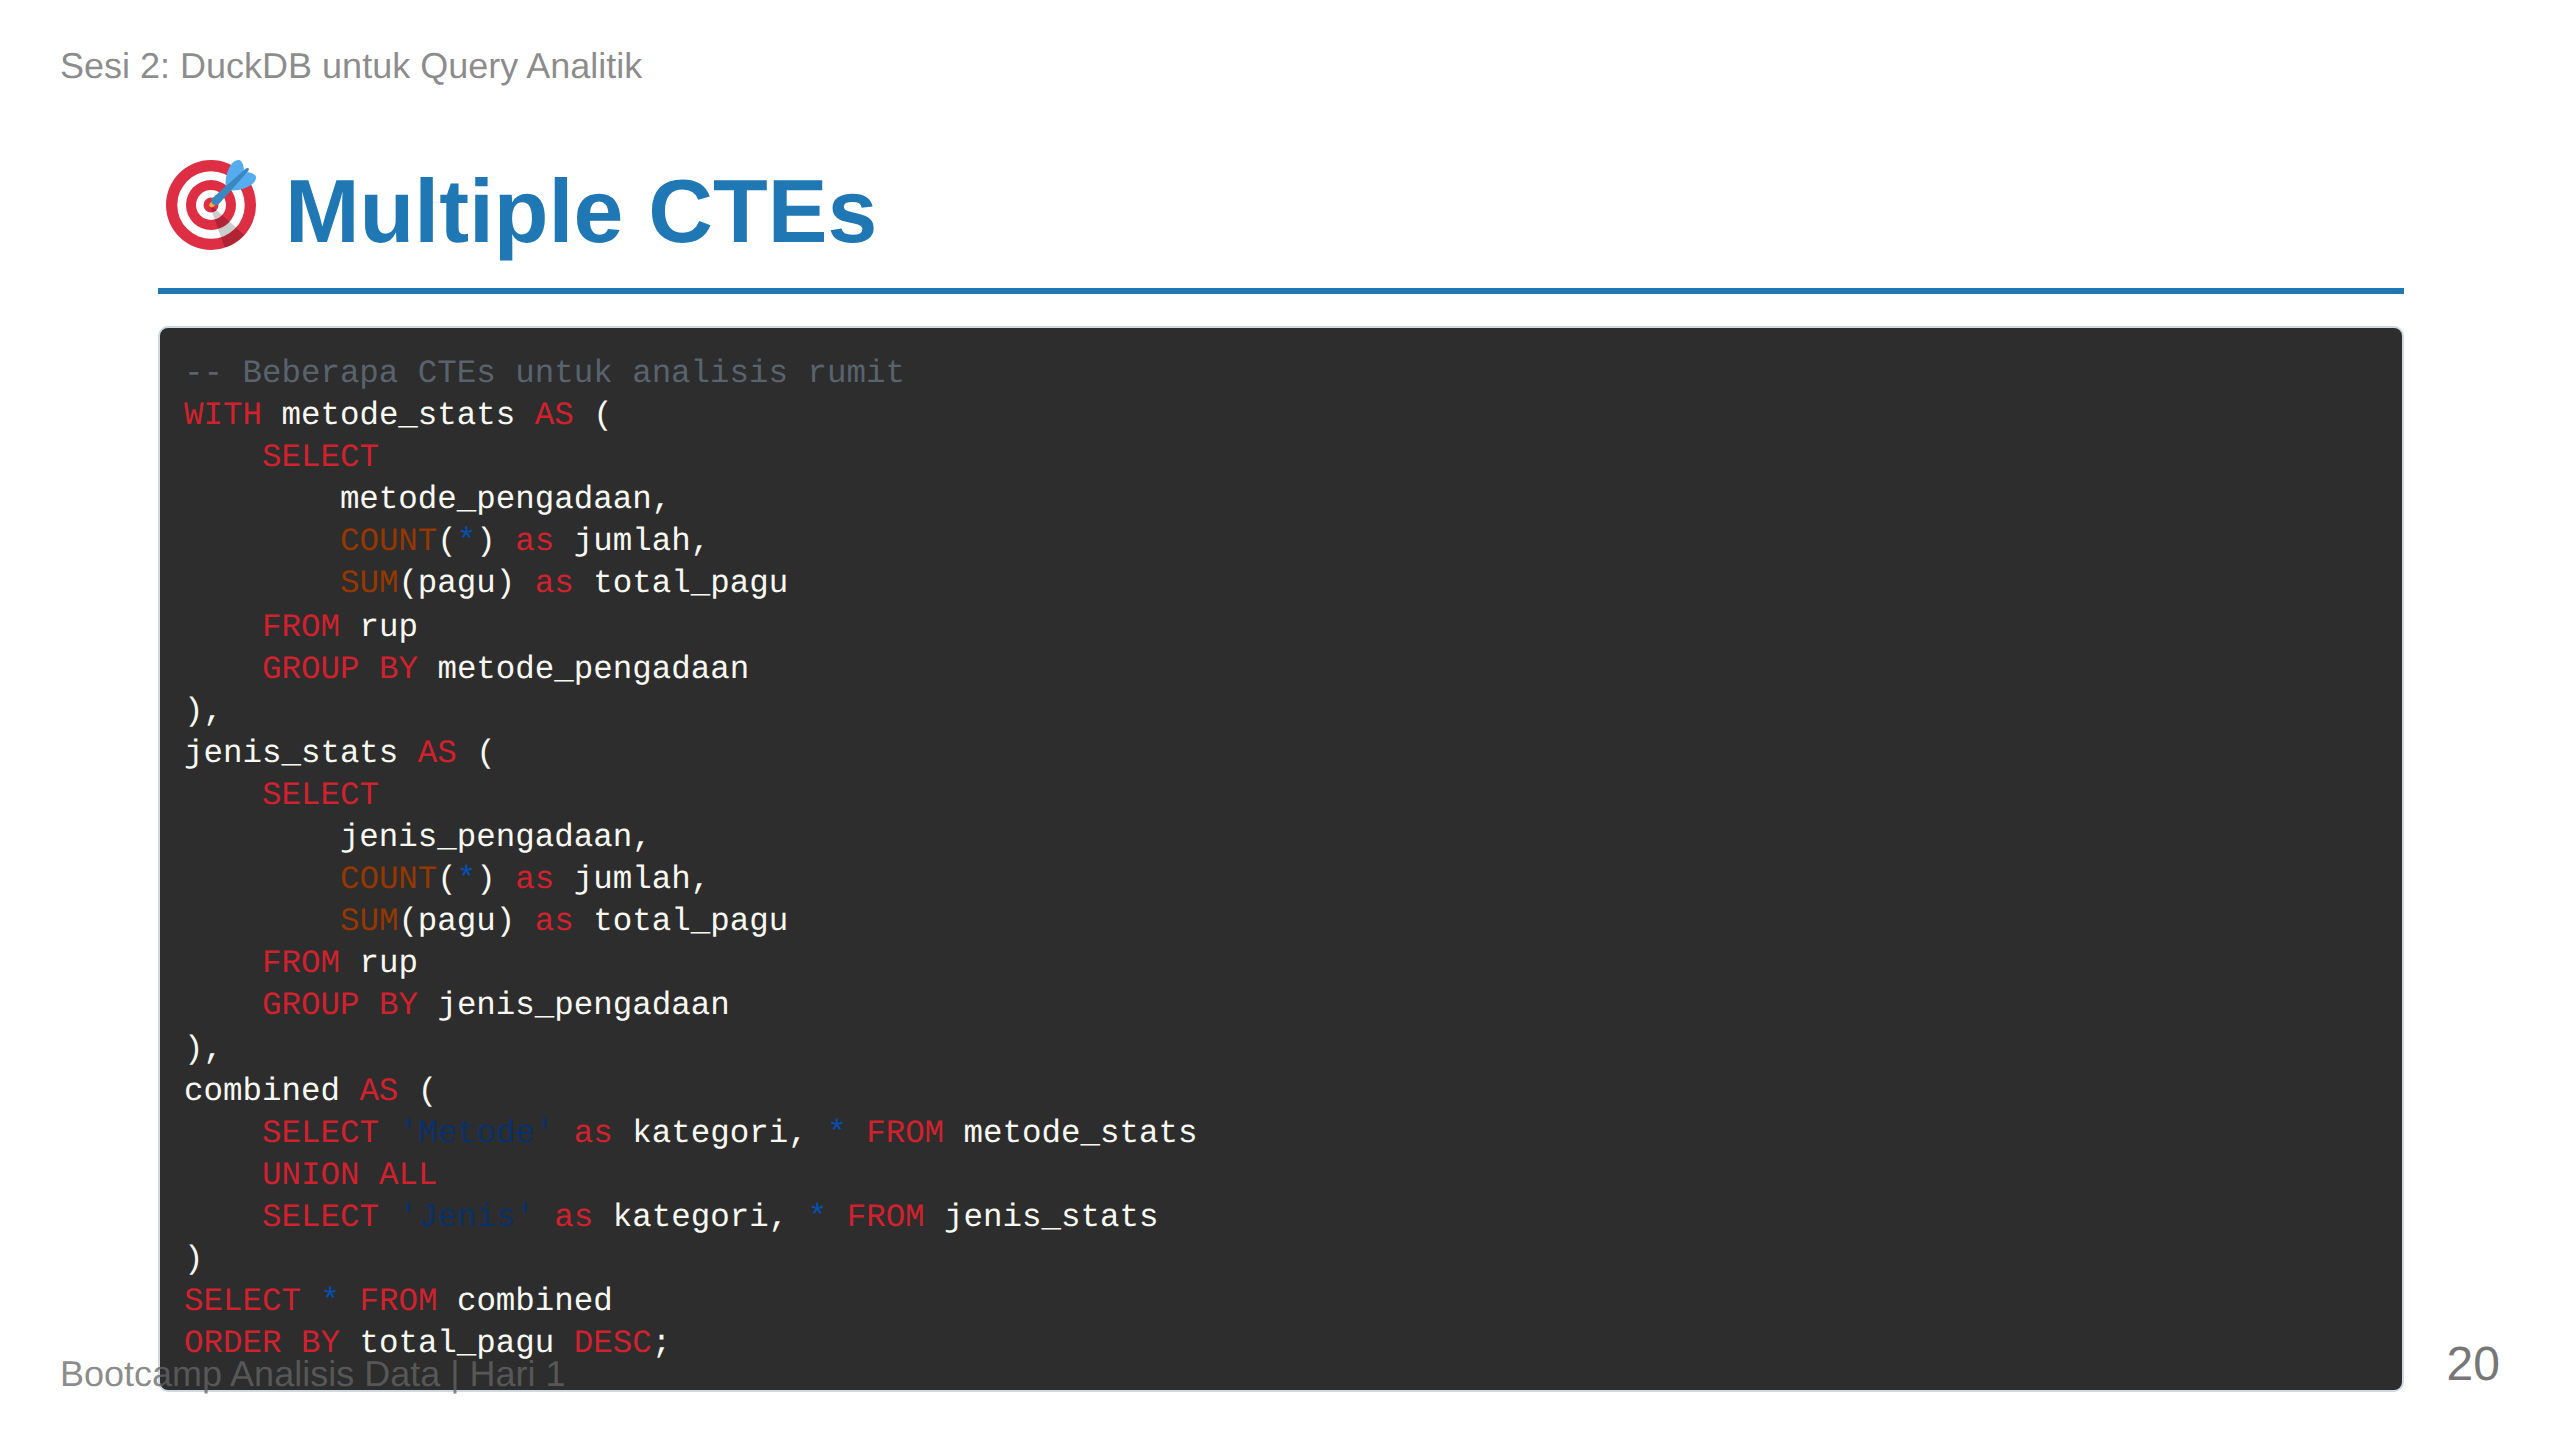 Sesi 2: DuckDB untuk Query Analitik
Multiple CTEs
-- Beberapa CTEs untuk analisis rumit
WITH metode_stats AS (
    SELECT
        metode_pengadaan,
        COUNT(*) as jumlah,
        SUM(pagu) as total_pagu
    FROM rup
    GROUP BY metode_pengadaan
),
jenis_stats AS (
    SELECT
        jenis_pengadaan,
        COUNT(*) as jumlah,
        SUM(pagu) as total_pagu
    FROM rup
    GROUP BY jenis_pengadaan
),
combined AS (
    SELECT 'Metode' as kategori, * FROM metode_stats
    UNION ALL
    SELECT 'Jenis' as kategori, * FROM jenis_stats
)
SELECT * FROM combined
ORDER BY total_pagu DESC;
Bootcamp Analisis Data | Hari 1
20